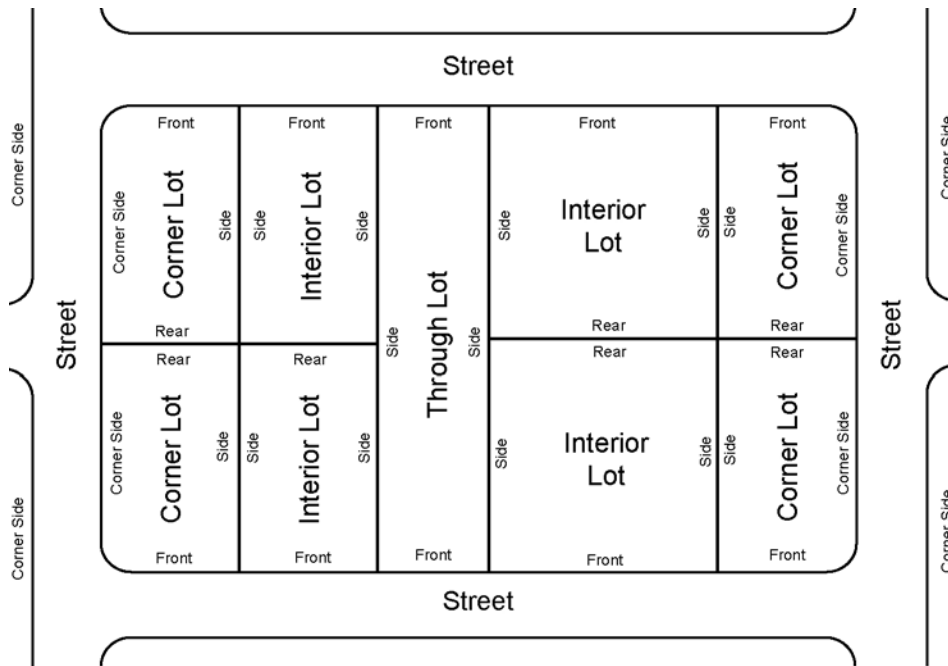 Street
Corner Side
Corner Side
Front
Front
Front
Front
Front
Corner Side
Corner Lot
Side
Side
Interior Lot
Side
Side
Interior
Lot
Side
Side
Corner Lot
Corner Side
Street
Through Lot
Side
Side
Street
Rear
Rear
Rear
Rear
Rear
Rear
Rear
Corner Side
Corner Lot
Side
Side
Interior Lot
Side
Side
Interior
Lot
Side
Side
Corner Lot
Corner Side
Corner Side
Corner Side
Front
Front
Front
Front
Front
Street